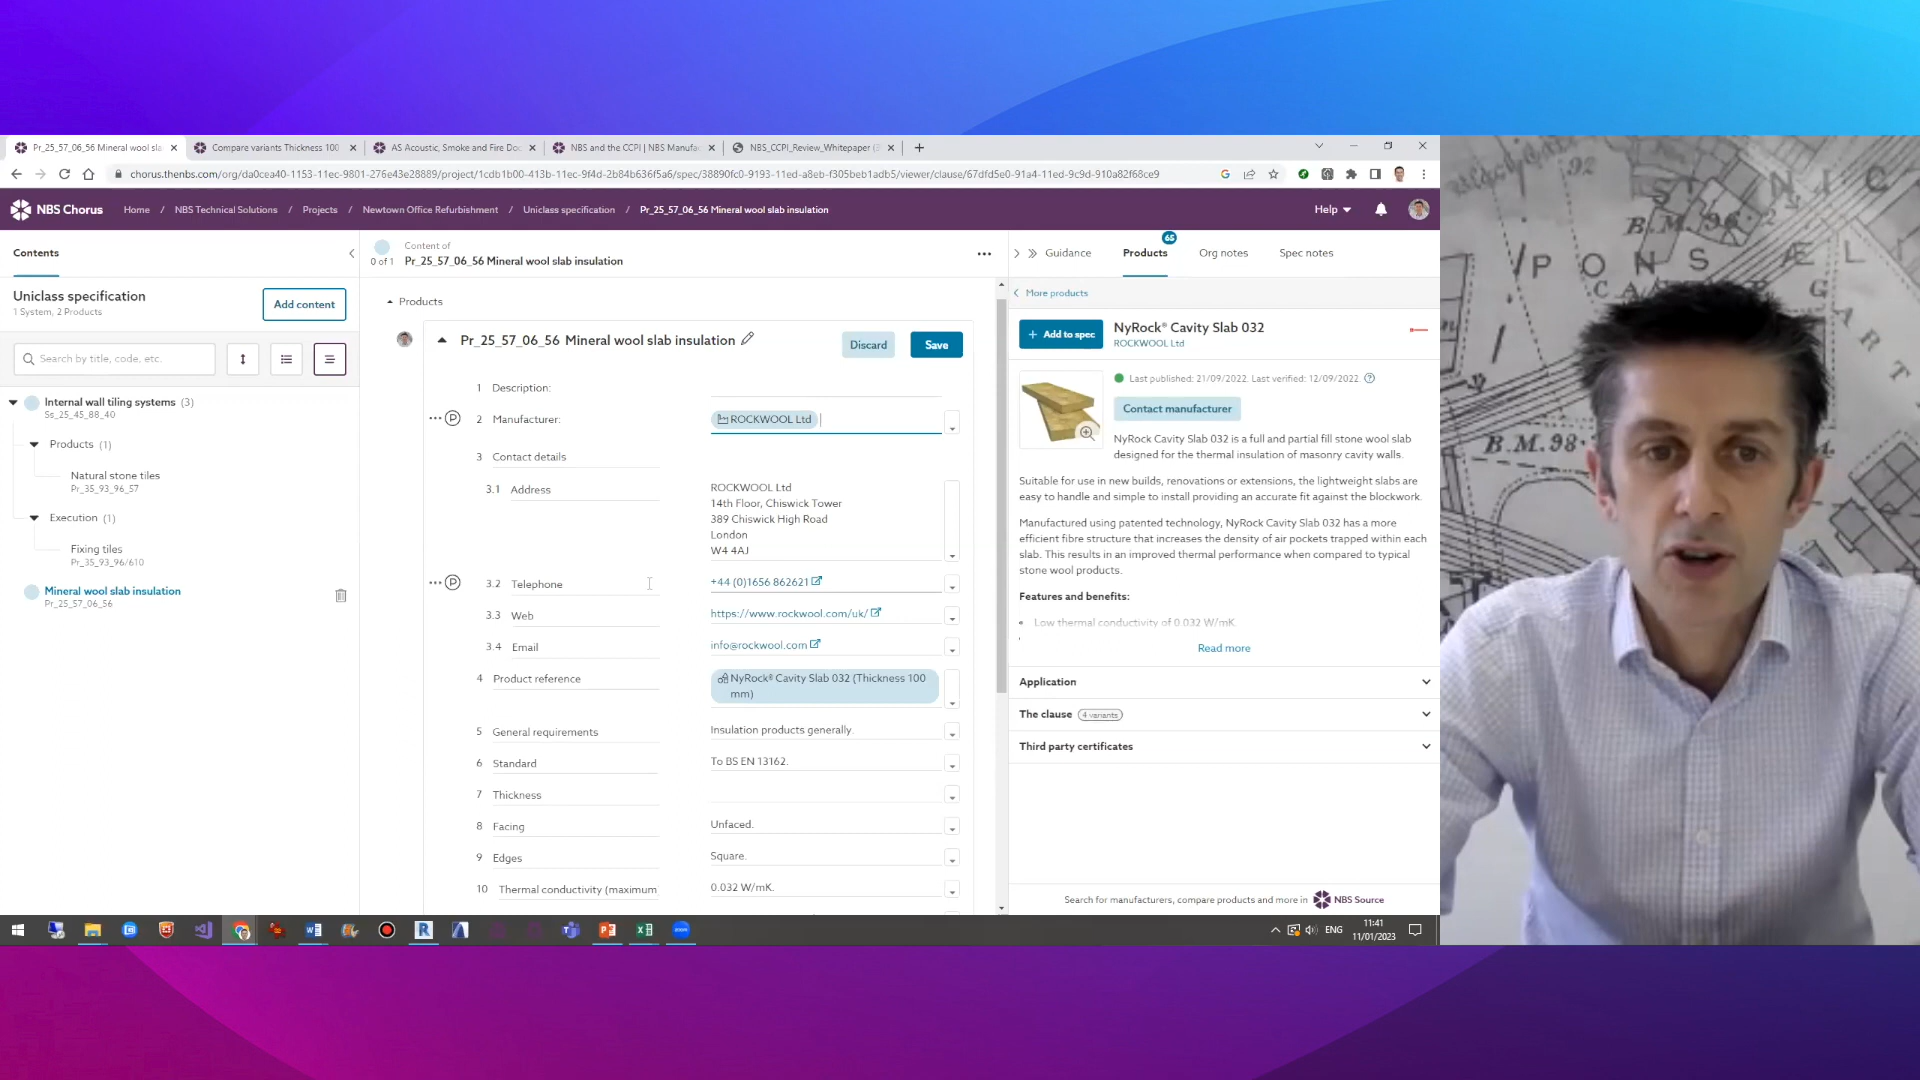 Pr_25_57_06_56 Mineral wool sla
Compare variants Thickness 100
AS Acoustic, Smoke and Fire Do
NBS and the CCPI | NBS Manufa
NBS_CCPI_Review_Whitepaper (
chorus.thenbs.com/org/da0cea40-1153-11ec-9801-276e43e28889/project/1cdb1b00-413b-11ec-9f4d-2b84b636f5a6/spec/38890fc0-9193-11ed-a8eb-f305beb1adb5/viewer/clause/67dfd5e0-91a4-11ed-9c9d-910a82f68ce9
NBS Chorus
Home / NBS Technical Solutions / Projects / Newtown Office Refurbishment / Uniclass specification / Pr_25_57_06_56 Mineral wool slab insulation
Help
Contents
Uniclass specification
1 System, 2 Products
Add content
Search by title, code, etc.
Internal wall tiling systems (3)
Ss_25_45_88_40
Products (1)
Natural stone tiles
Pr_35_93_96_57
Execution (1)
Fixing tiles
Pr_35_93_96/610
Mineral wool slab insulation
Pr_25_57_06_56
0 of 1
Content of
Pr_25_57_06_56 Mineral wool slab insulation
Products
Pr_25_57_06_56 Mineral wool slab insulation
Discard
Save
1 Description:
P 2 Manufacturer: ROCKWOOL Ltd
3 Contact details
3.1 Address ROCKWOOL Ltd
14th Floor, Chiswick Tower
389 Chiswick High Road
London
W4 4AJ
P 3.2 Telephone +44 (0)1656 862621
3.3 Web https://www.rockwool.com/uk/
3.4 Email info@rockwool.com
4 Product reference NyRock® Cavity Slab 032 (Thickness 100
mm)
5 General requirements Insulation products generally.
6 Standard To BS EN 13162.
7 Thickness
8 Facing Unfaced.
9 Edges Square.
10 Thermal conductivity (maximum 0.032 W/mK.
Guidance
Products
65
Org notes
Spec notes
More products
+ Add to spec
NyRock® Cavity Slab 032
ROCKWOOL Ltd
Last published: 21/09/2022. Last verified: 12/09/2022
Contact manufacturer
NyRock Cavity Slab 032 is a full and partial fill stone wool slab
designed for the thermal insulation of masonry cavity walls.
Suitable for use in new builds, renovations or extensions, the lightweight slabs are
easy to handle and simple to install providing an accurate fit against the blockwork.
Manufactured using patented technology, NyRock Cavity Slab 032 has a more
efficient fibre structure that increases the density of air pockets trapped within each
slab. This results in an improved thermal performance when compared to typical
stone wool products.
Features and benefits:
Low thermal conductivity of 0.032 W/mK.
Read more
Application
The clause 4 variants
Third party certificates
Search for manufacturers, compare products and more in NBS Source
ENG
11:41
11/01/2023
B.M. 96
P O N S
B.M. 98